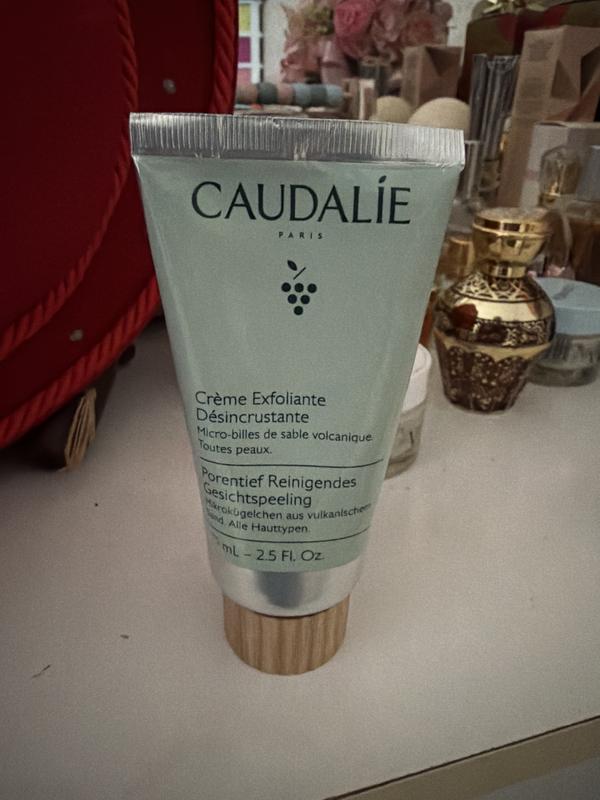 CAUDALÍE
PARIS
Crème Exfoliante
Désincrustante
Micro-billes de sable volcanique.
Toutes peaux.
Porentief Reinigendes
Gesichtspeeling
Mikrokügelchen aus vulkanischem
Sand. Alle Hauttypen.
mL – 2.5 Fl. Oz.